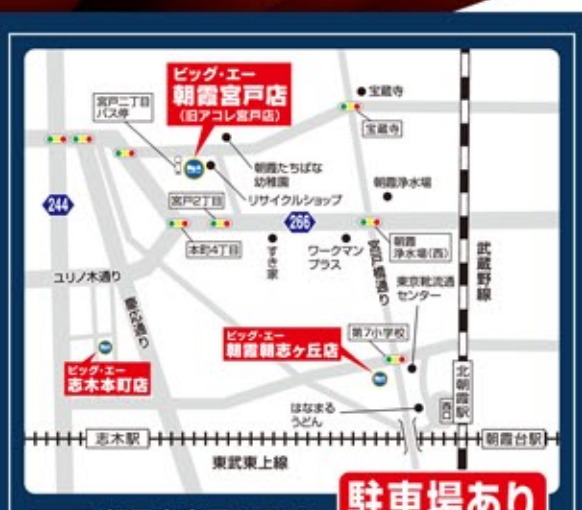 ビッグ・エー
朝霞宮戸店
(旧アコレ宮戸店)
宮戸二丁目
バス停
宝蔵寺
宝蔵寺
朝霞たちばな
幼稚園
リサイクルショップ
朝霞浄水場
244
宮戸2丁目
266
本町4丁目
すき家
ワークマン
プラス
宮戸橋通り
朝霞
浄水場(西)
武蔵野線
ユリノ木通り
慶応通り
東京靴流通
センター
ビッグ・エー
志木本町店
ビッグ・エー
朝霞朝志ヶ丘店
第7小学校
北朝霞駅
西口
はなまる
うどん
志木駅
朝霞台駅
東武東上線
駐車場あり